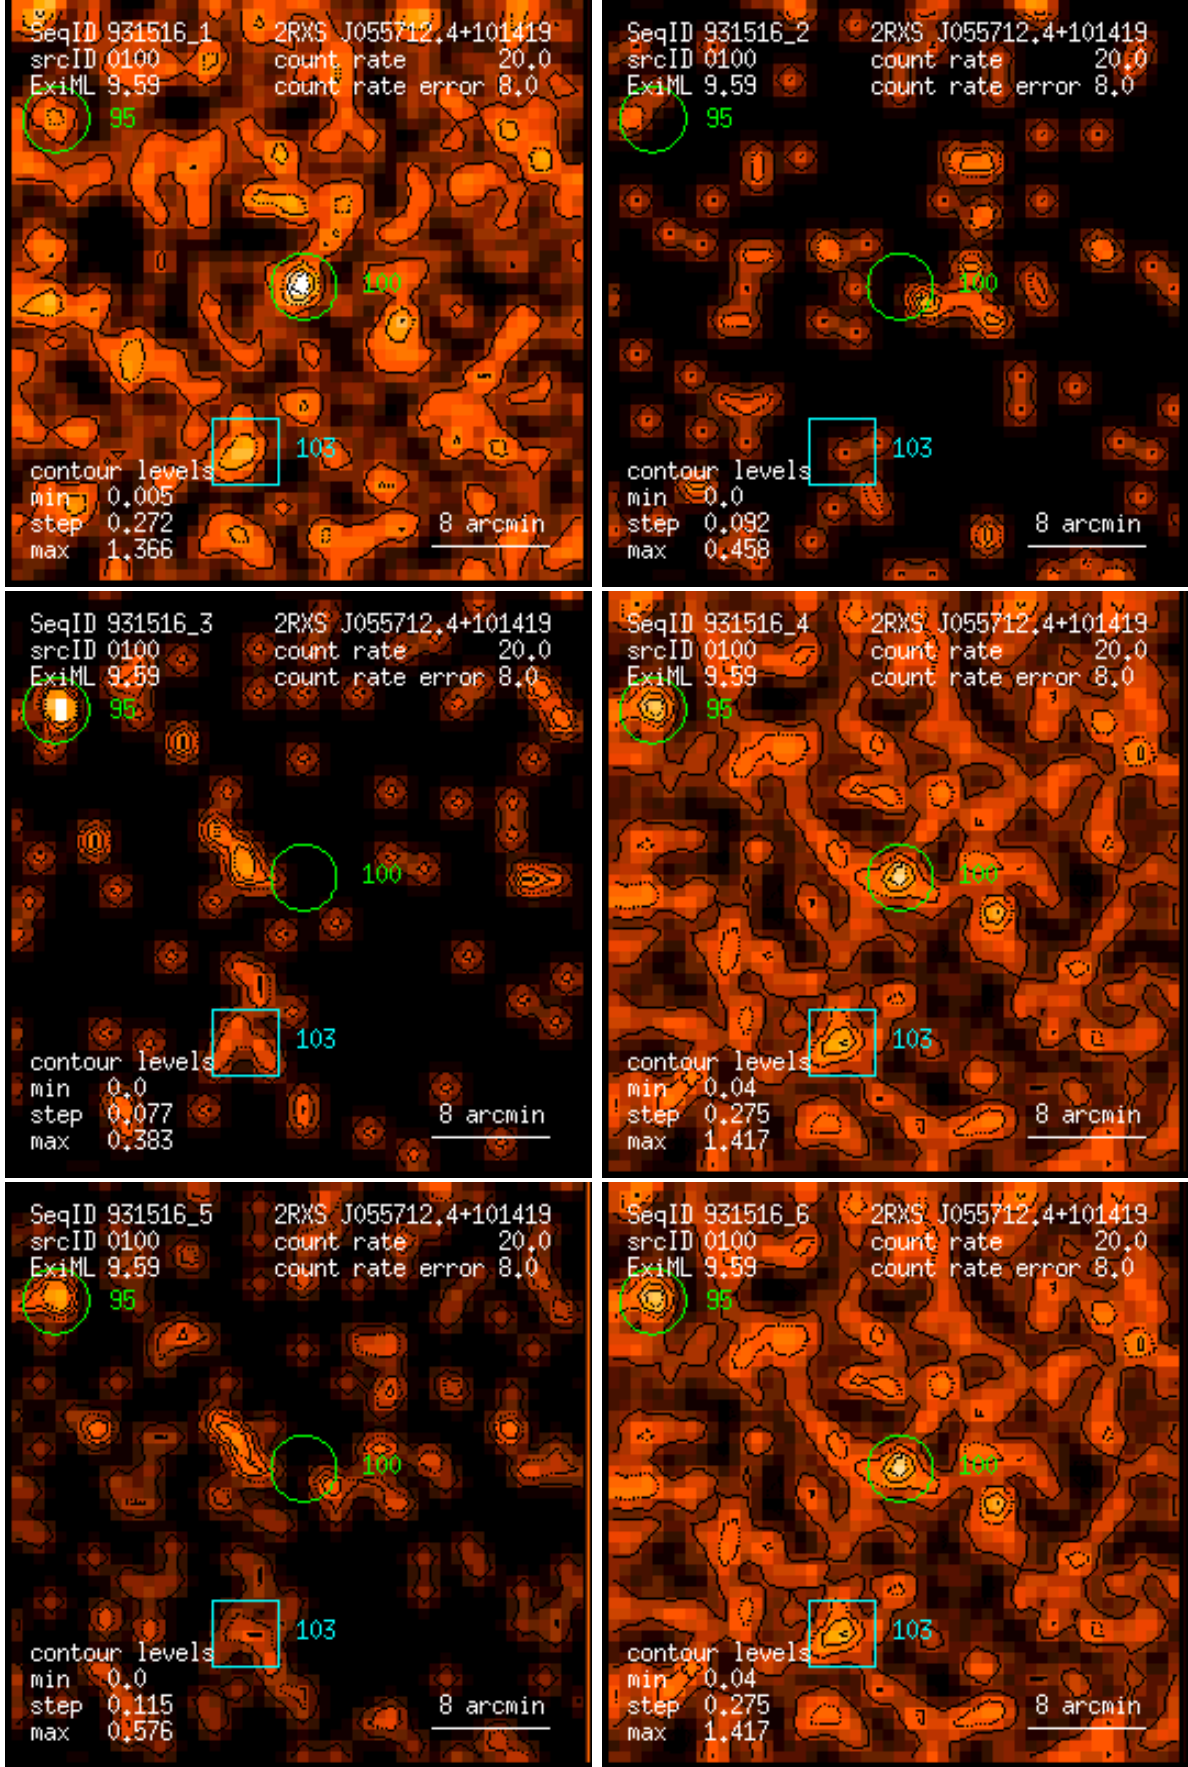 SeqID 931516_1 2RXS J055712.4+101419
srcID 0100 count rate 20.0
ExiML 9.59 count rate error 8.0
95
100
103
contour levels
min 0.005
step 0.272
max 1.366
8 arcmin
SeqID 931516_2 2RXS J055712.4+101419
srcID 0100 count rate 20.0
ExiML 9.59 count rate error 8.0
95
100
103
contour levels
min 0.0
step 0.092
max 0.458
8 arcmin
SeqID 931516_3 2RXS J055712.4+101419
srcID 0100 count rate 20.0
ExiML 9.59 count rate error 8.0
95
100
103
contour levels
min 0.0
step 0.077
max 0.383
8 arcmin
SeqID 931516_4 2RXS J055712.4+101419
srcID 0100 count rate 20.0
ExiML 9.59 count rate error 8.0
95
100
103
contour levels
min 0.04
step 0.275
max 1.417
8 arcmin
SeqID 931516_5 2RXS J055712.4+101419
srcID 0100 count rate 20.0
ExiML 9.59 count rate error 8.0
95
100
103
contour levels
min 0.0
step 0.115
max 0.576
8 arcmin
SeqID 931516_6 2RXS J055712.4+101419
srcID 0100 count rate 20.0
ExiML 9.59 count rate error 8.0
95
100
103
contour levels
min 0.04
step 0.275
max 1.417
8 arcmin